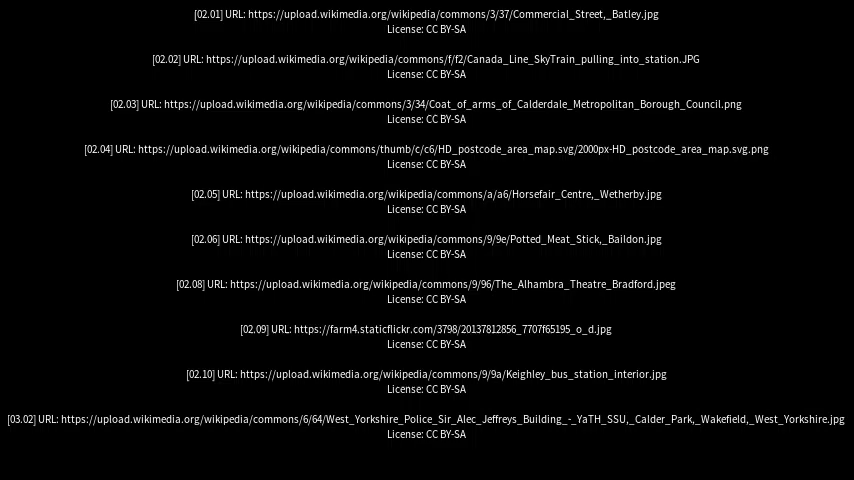 [02.01] URL: https://upload.wikimedia.org/wikipedia/commons/3/37/Commercial_Street,_Batley.jpg
License: CC BY-SA
[02.02] URL: https://upload.wikimedia.org/wikipedia/commons/f/f2/Canada_Line_SkyTrain_pulling_into_station.JPG
License: CC BY-SA
[02.03] URL: https://upload.wikimedia.org/wikipedia/commons/3/34/Coat_of_arms_of_Calderdale_Metropolitan_Borough_Council.png
License: CC BY-SA
[02.04] URL: https://upload.wikimedia.org/wikipedia/commons/thumb/c/c6/HD_postcode_area_map.svg/2000px-HD_postcode_area_map.svg.png
License: CC BY-SA
[02.05] URL: https://upload.wikimedia.org/wikipedia/commons/a/a6/Horsefair_Centre,_Wetherby.jpg
License: CC BY-SA
[02.06] URL: https://upload.wikimedia.org/wikipedia/commons/9/9e/Potted_Meat_Stick,_Baildon.jpg
License: CC BY-SA
[02.08] URL: https://upload.wikimedia.org/wikipedia/commons/9/96/The_Alhambra_Theatre_Bradford.jpeg
License: CC BY-SA
[02.09] URL: https://farm4.staticflickr.com/3798/20137812856_7707f65195_o_d.jpg
License: CC BY-SA
[02.10] URL: https://upload.wikimedia.org/wikipedia/commons/9/9a/Keighley_bus_station_interior.jpg
License: CC BY-SA
[03.02] URL: https://upload.wikimedia.org/wikipedia/commons/6/64/West_Yorkshire_Police_Sir_Alec_Jeffreys_Building_-_YaTH_SSU,_Calder_Park,_Wakefield,_West_Yorkshire.jpg
License: CC BY-SA